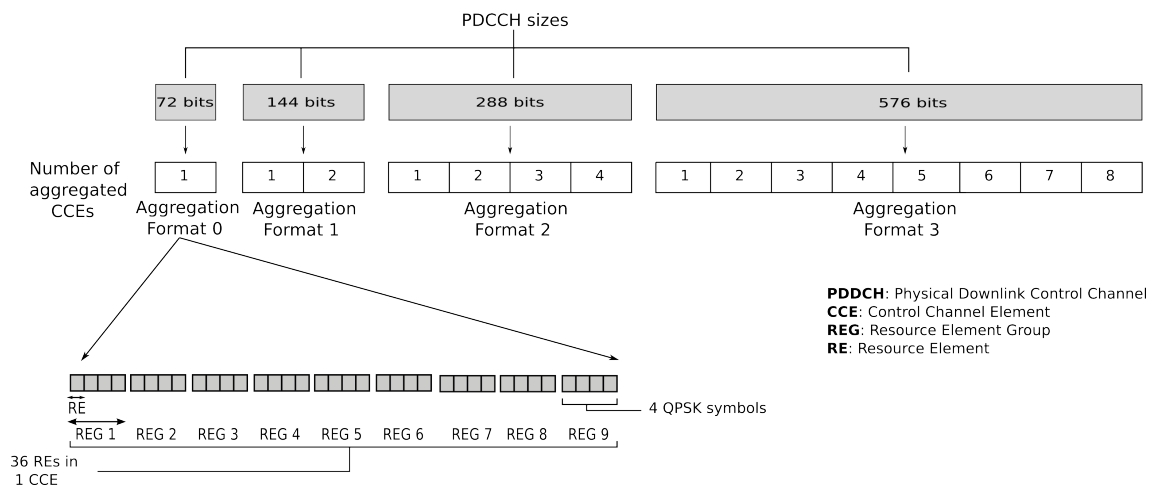 PDCCH sizes
72 bits
144 bits
288 bits
576 bits
Number of
aggregated
CCEs
1
1 2
1 2 3 4
1 2 3 4 5 6 7 8
Aggregation
Format 0
Aggregation
Format 1
Aggregation
Format 2
Aggregation
Format 3
PDDCH: Physical Downlink Control Channel
CCE: Control Channel Element
REG: Resource Element Group
RE: Resource Element
RE
4 QPSK symbols
REG 1 REG 2 REG 3 REG 4 REG 5 REG 6 REG 7 REG 8 REG 9
36 REs in
1 CCE